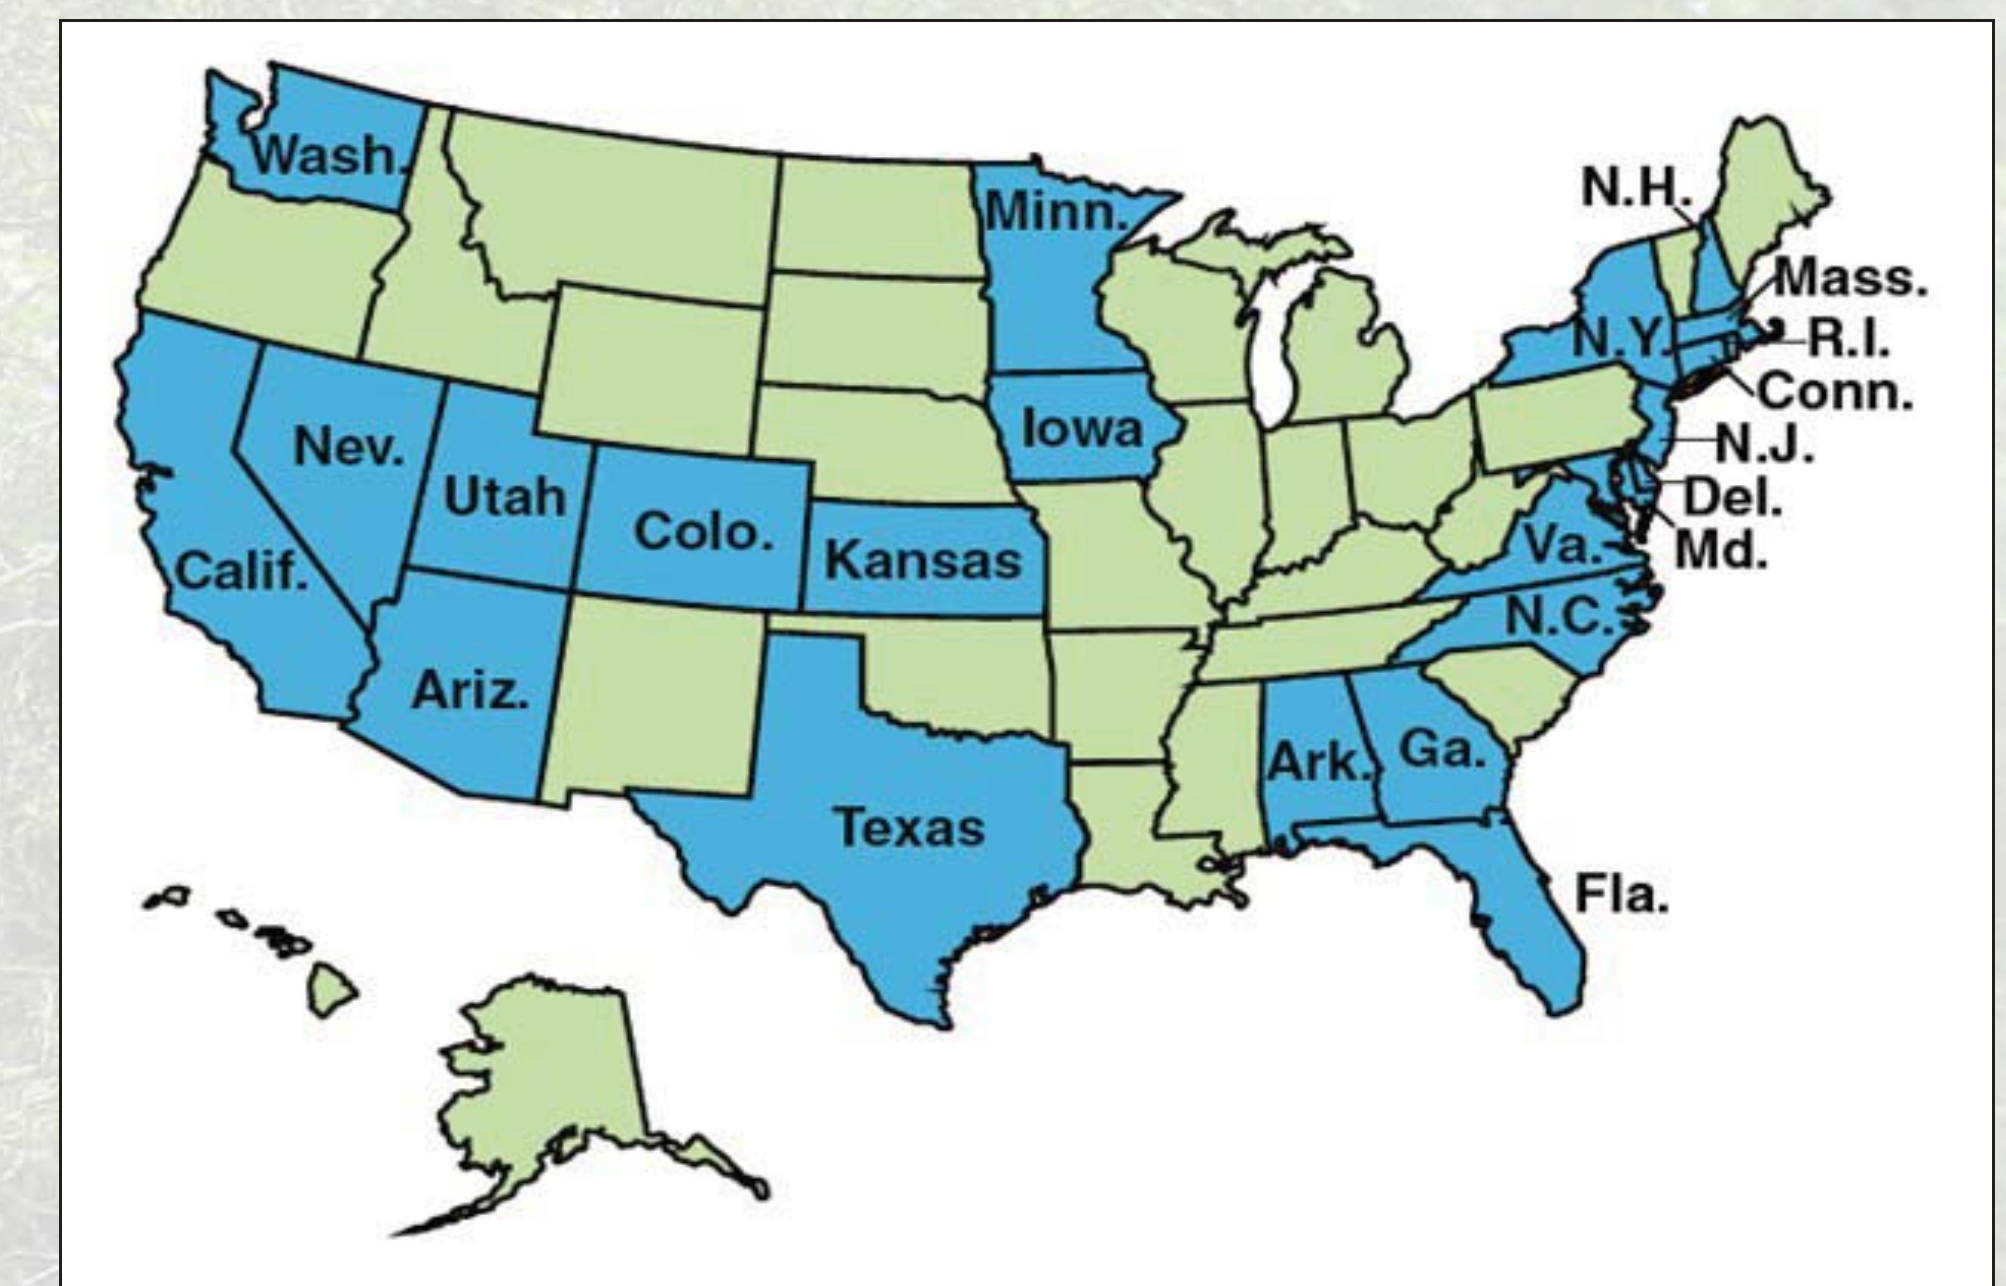 Wash.
Minn.
N.H.
Mass.
N.Y.
R.I.
Conn.
Iowa
Nev.
N.J.
Utah
Del.
Colo.
Kansas
Va.
Md.
Calif.
N.C.
Ariz.
Ark.
Ga.
Texas
Fla.